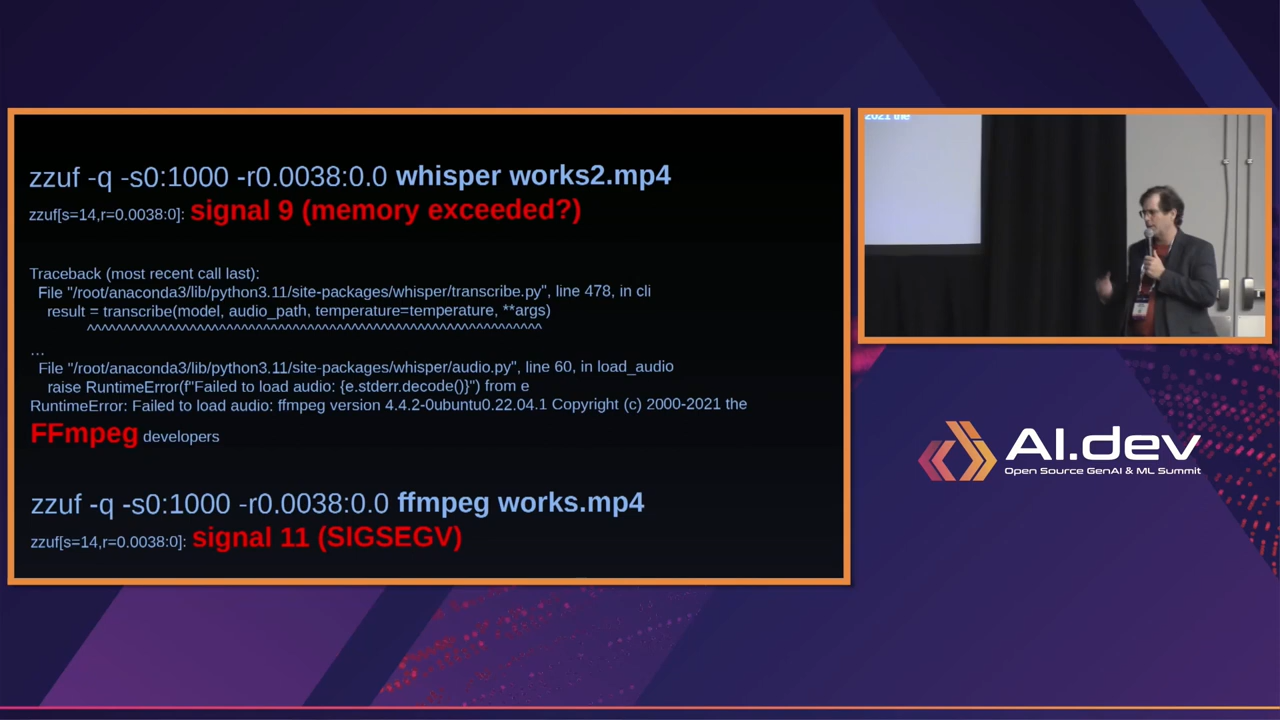 zzuf -q -s0:1000 -r0.0038:0.0 whisper works2.mp4
zzuf[s=14,r=0.0038:0]: signal 9 (memory exceeded?)
Traceback (most recent call last):
File "/root/anaconda3/lib/python3.11/site-packages/whisper/transcribe.py", line 478, in cli
result = transcribe(model, audio_path, temperature=temperature, **args)
^^^^^^^^^^^^^^^^^^^^^^^^^^^^^^^^^^^^^^^^^^^^^^^^^^^^^^^^^^^^^^
...
File "/root/anaconda3/lib/python3.11/site-packages/whisper/audio.py", line 60, in load_audio
raise RuntimeError(f"Failed to load audio: {e.stderr.decode()}") from e
RuntimeError: Failed to load audio: ffmpeg version 4.4.2-0ubuntu0.22.04.1 Copyright (c) 2000-2021 the
FFmpeg developers
zzuf -q -s0:1000 -r0.0038:0.0 ffmpeg works.mp4
zzuf[s=14,r=0.0038:0]: signal 11 (SIGSEGV)
2021 the
AI.dev
Open Source GenAI & ML Summit